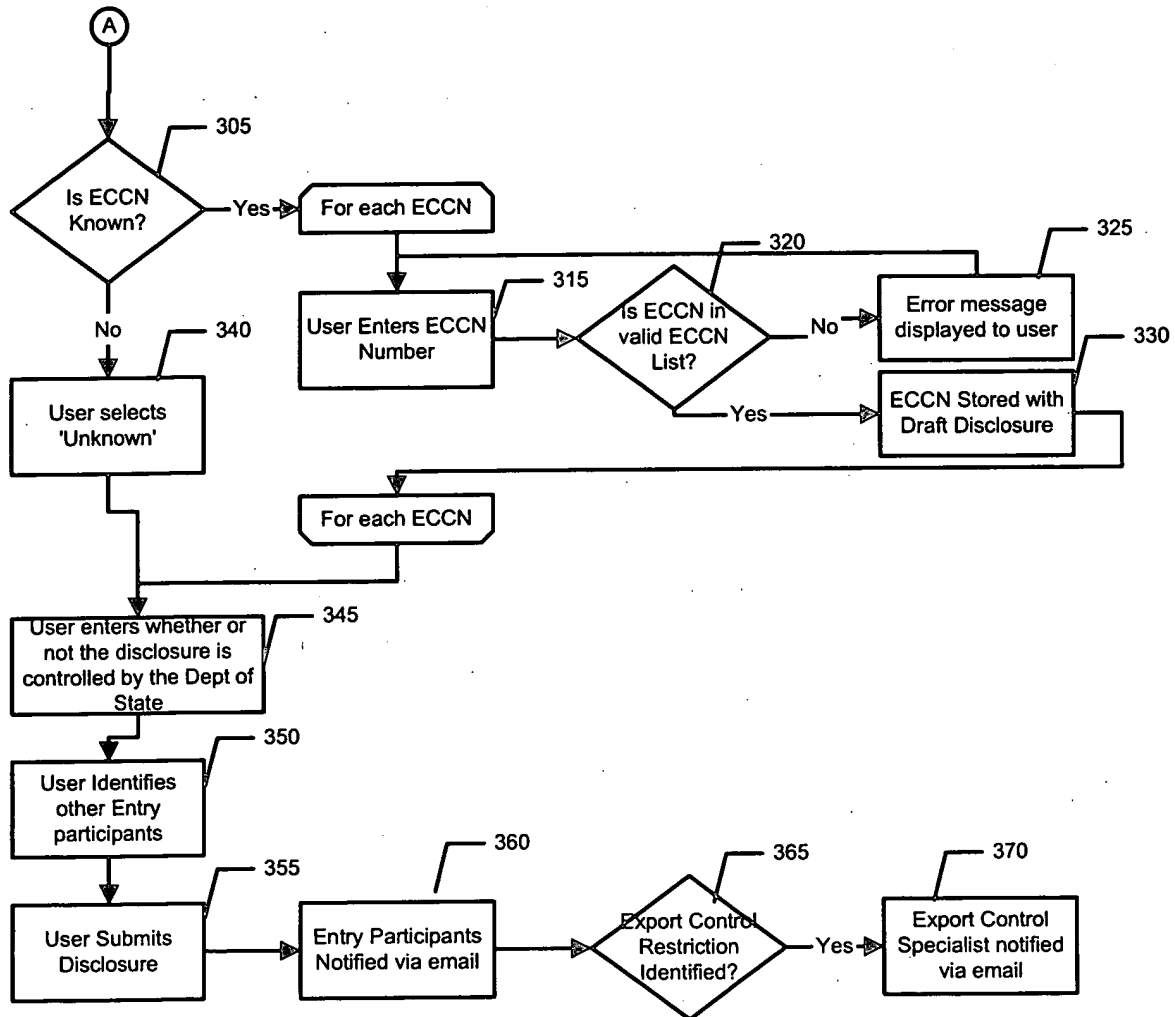 A
305
Is ECCN
Known?
Yes
For each ECCN
320
325
315
User Enters ECCN
Number
Is ECCN in
valid ECCN
List?
No
Error message
displayed to user
330
No
340
Yes
ECCN Stored with
Draft Disclosure
User selects
'Unknown'
For each ECCN
345
User enters whether or
not the disclosure is
controlled by the Dept of
State
350
User Identifies
other Entry
participants
355
360
365
370
User Submits
Disclosure
Entry Participants
Notified via email
Export Control
Restriction
Identified?
Yes
Export Control
Specialist notified
via email